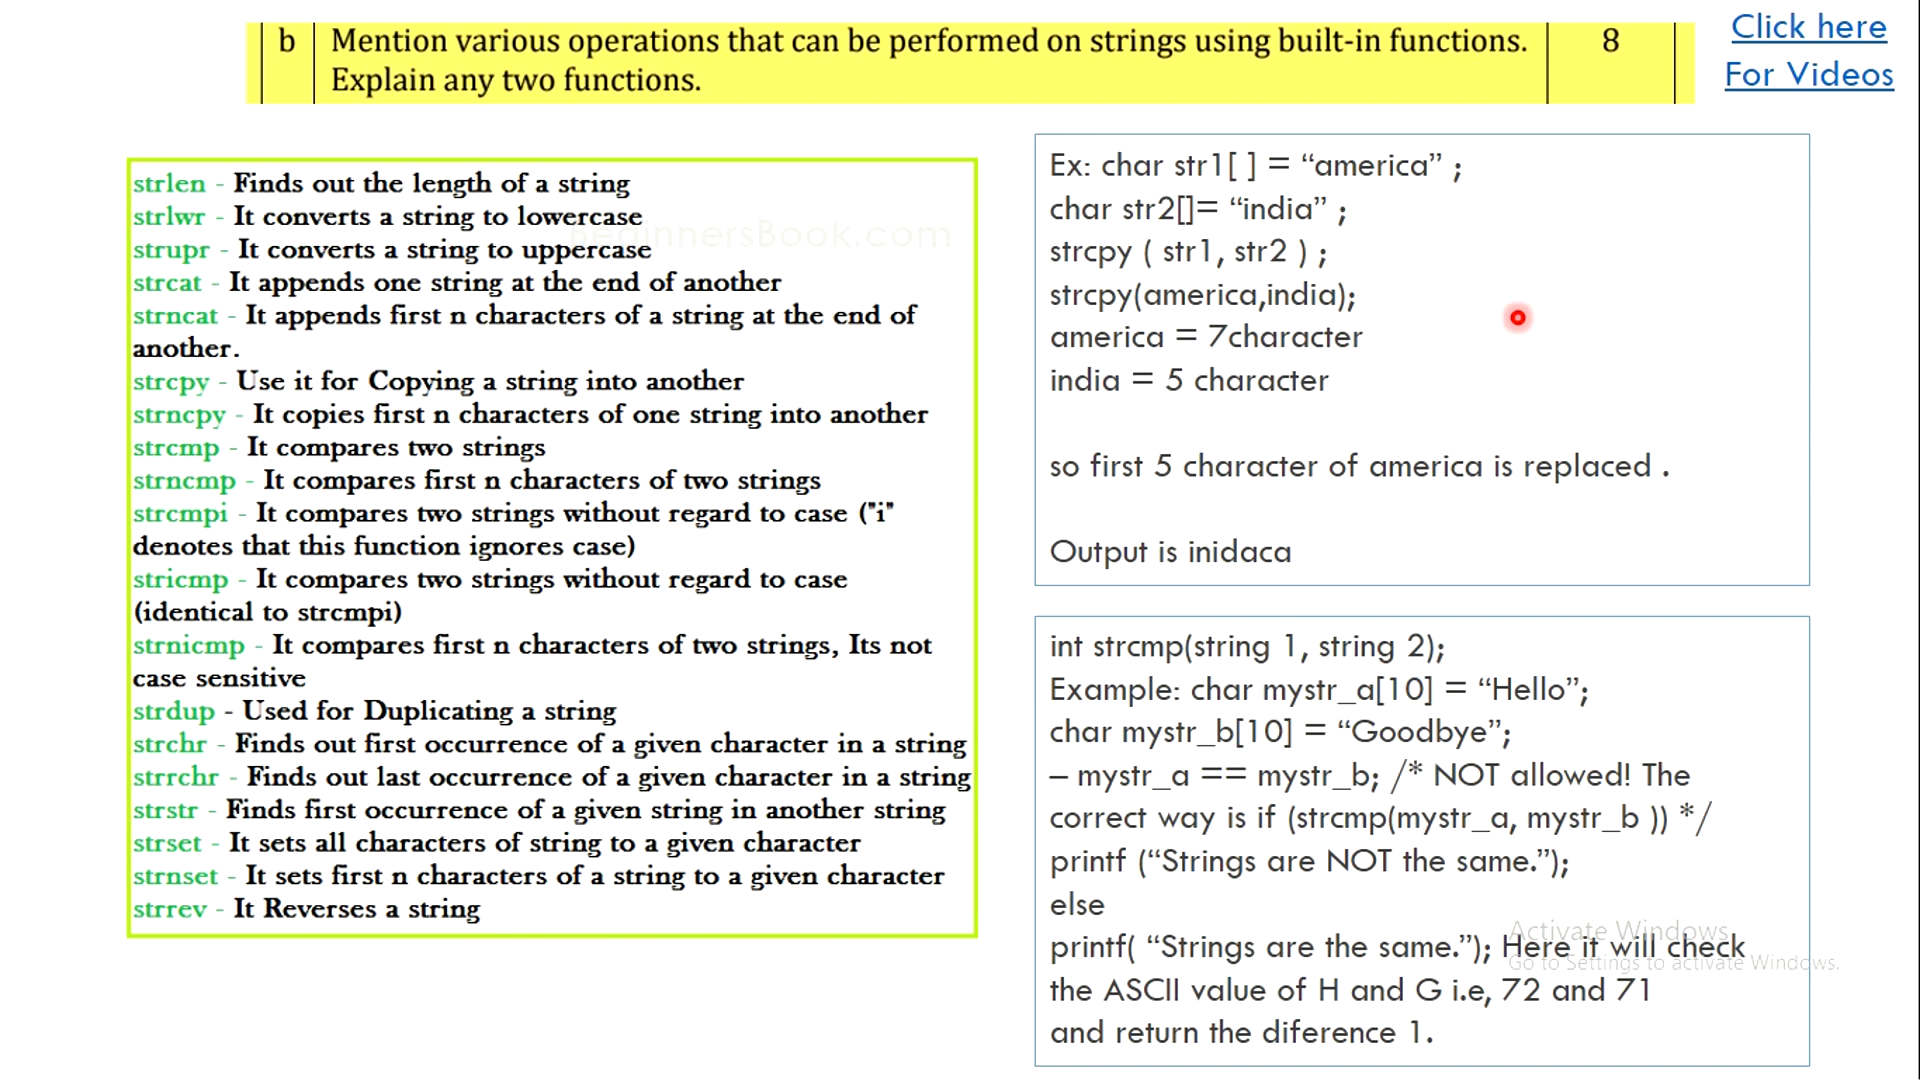 b Mention various operations that can be performed on strings using built-in functions. 8
Explain any two functions.
Click here
For Videos
strlen - Finds out the length of a string
strlwr - It converts a string to lowercase
strupr - It converts a string to uppercase
strcat - It appends one string at the end of another
strncat - It appends first n characters of a string at the end of
another.
strcpy - Use it for Copying a string into another
strncpy - It copies first n characters of one string into another
strcmp - It compares two strings
strncmp - It compares first n characters of two strings
strcmpi - It compares two strings without regard to case ("i"
denotes that this function ignores case)
stricmp - It compares two strings without regard to case
(identical to strcmpi)
strnicmp - It compares first n characters of two strings, Its not
case sensitive
strdup - Used for Duplicating a string
strchr - Finds out first occurrence of a given character in a string
strrchr - Finds out last occurrence of a given character in a string
strstr - Finds first occurrence of a given string in another string
strset - It sets all characters of string to a given character
strnset - It sets first n characters of a string to a given character
strrev - It Reverses a string
BeginnersBook.com
Ex: char str1[ ] = “america” ;
char str2[]= “india” ;
strcpy ( str1, str2 ) ;
strcpy(america,india);
america = 7character
india = 5 character
so first 5 character of america is replaced .
Output is inidaca
int strcmp(string 1, string 2);
Example: char mystr_a[10] = “Hello”;
char mystr_b[10] = “Goodbye”;
– mystr_a == mystr_b; /* NOT allowed! The
correct way is if (strcmp(mystr_a, mystr_b )) */
printf (“Strings are NOT the same.”);
else
printf( “Strings are the same.”); Here it will check
the ASCII value of H and G i.e, 72 and 71
and return the diference 1.
Activate Windows
Go to Settings to activate Windows.